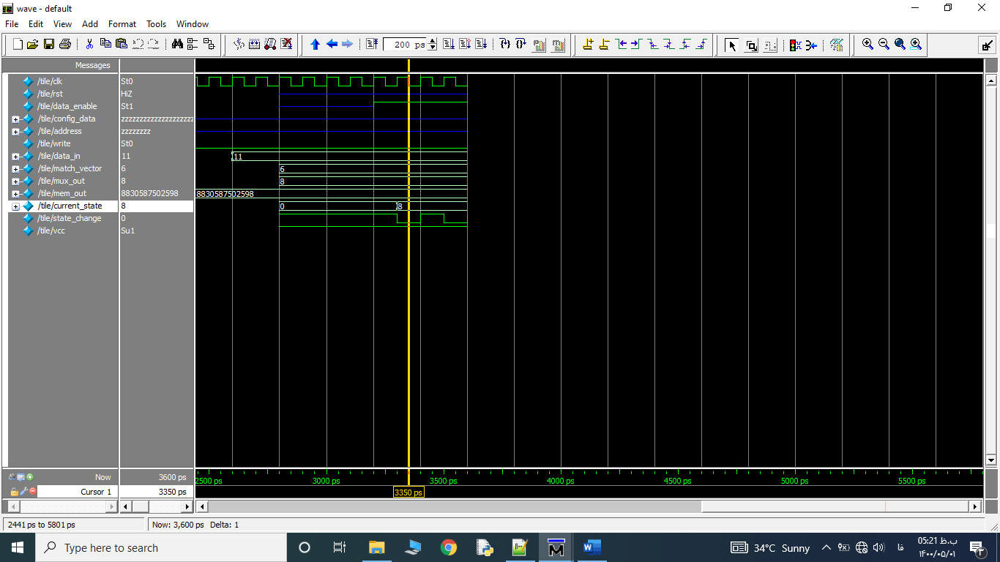 wave - default
File Edit View Add Format Tools Window
200 ps
Messages
/tile/clk St0
/tile/rst HiZ
/tile/data_enable St1
/tile/config_data zzzzzzzzzzzzzzzzzzzz
/tile/address zzzzzzzz
/tile/write St0
/tile/data_in 11 11
/tile/match_vector 6 6
/tile/mux_out 8 8
/tile/mem_out 8830587502598 8830587502598
/tile/current_state 8 0 8
/tile/state_change 0
/tile/vcc Su1
Now 3600 ps 2500 ps 3000 ps 3500 ps 4000 ps 4500 ps 5000 ps 5500 ps
Cursor 1 3350 ps 3350 ps
2441 ps to 5801 ps Now: 3,600 ps Delta: 1
Type here to search 34°C Sunny فا 05:21 ب.ظ
۱۴۰۰/۰۵/۰۱ ۳